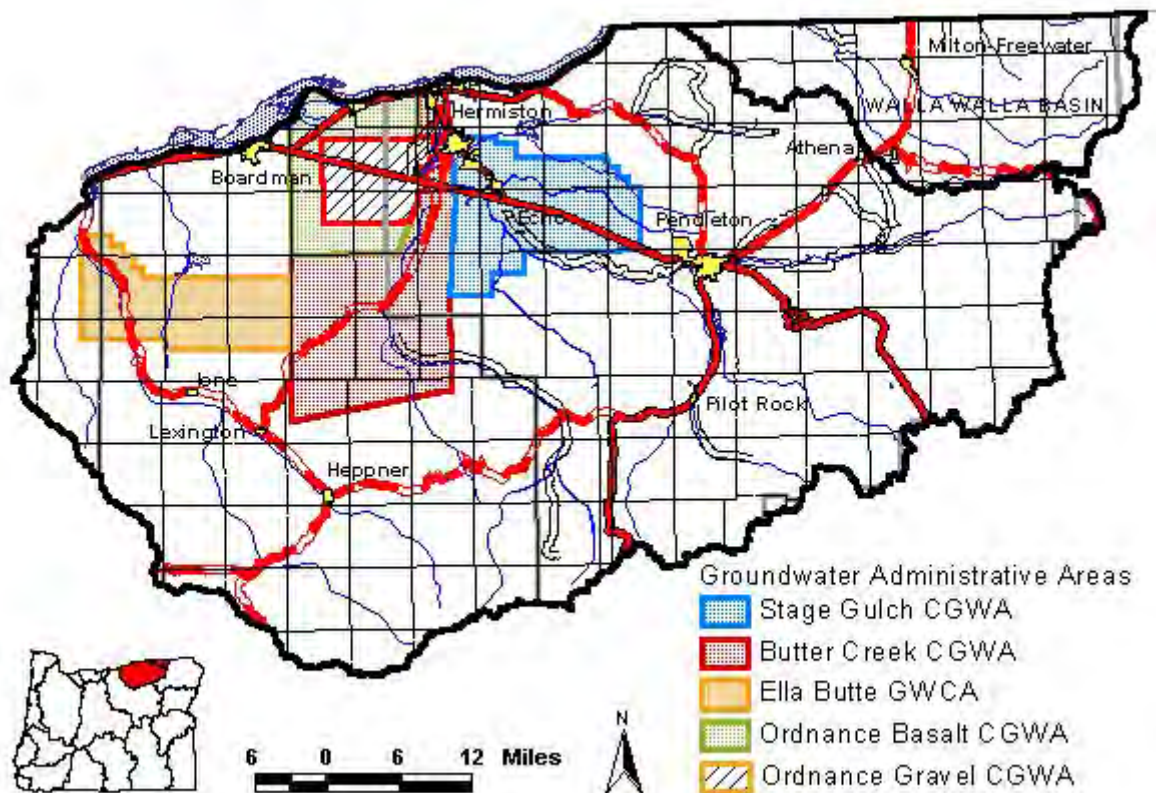 Milton-Freewater
WALLA WALLA BASIN
Hermiston
Athena
Boardman
Pendleton
Ione
Pilot Rock
Lexington
Heppner
Groundwater Administrative Areas
Stage Gulch CGWA
Butter Creek CGWA
Ella Butte GWCA
Ordnance Basalt CGWA
Ordnance Gravel CGWA
N
6 0 6 12 Miles